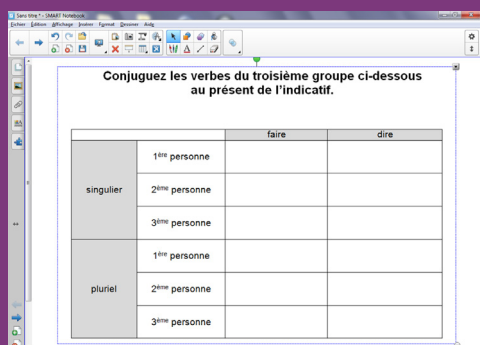 Sans titre * - SMART Notebook
Fichier Édition Affichage Insérer Format Dessiner Aide
Conjuguez les verbes du troisième groupe ci-dessous
au présent de l'indicatif.
faire dire
singulier
1ère personne
2ème personne
3ème personne
pluriel
1ère personne
2ème personne
3ème personne